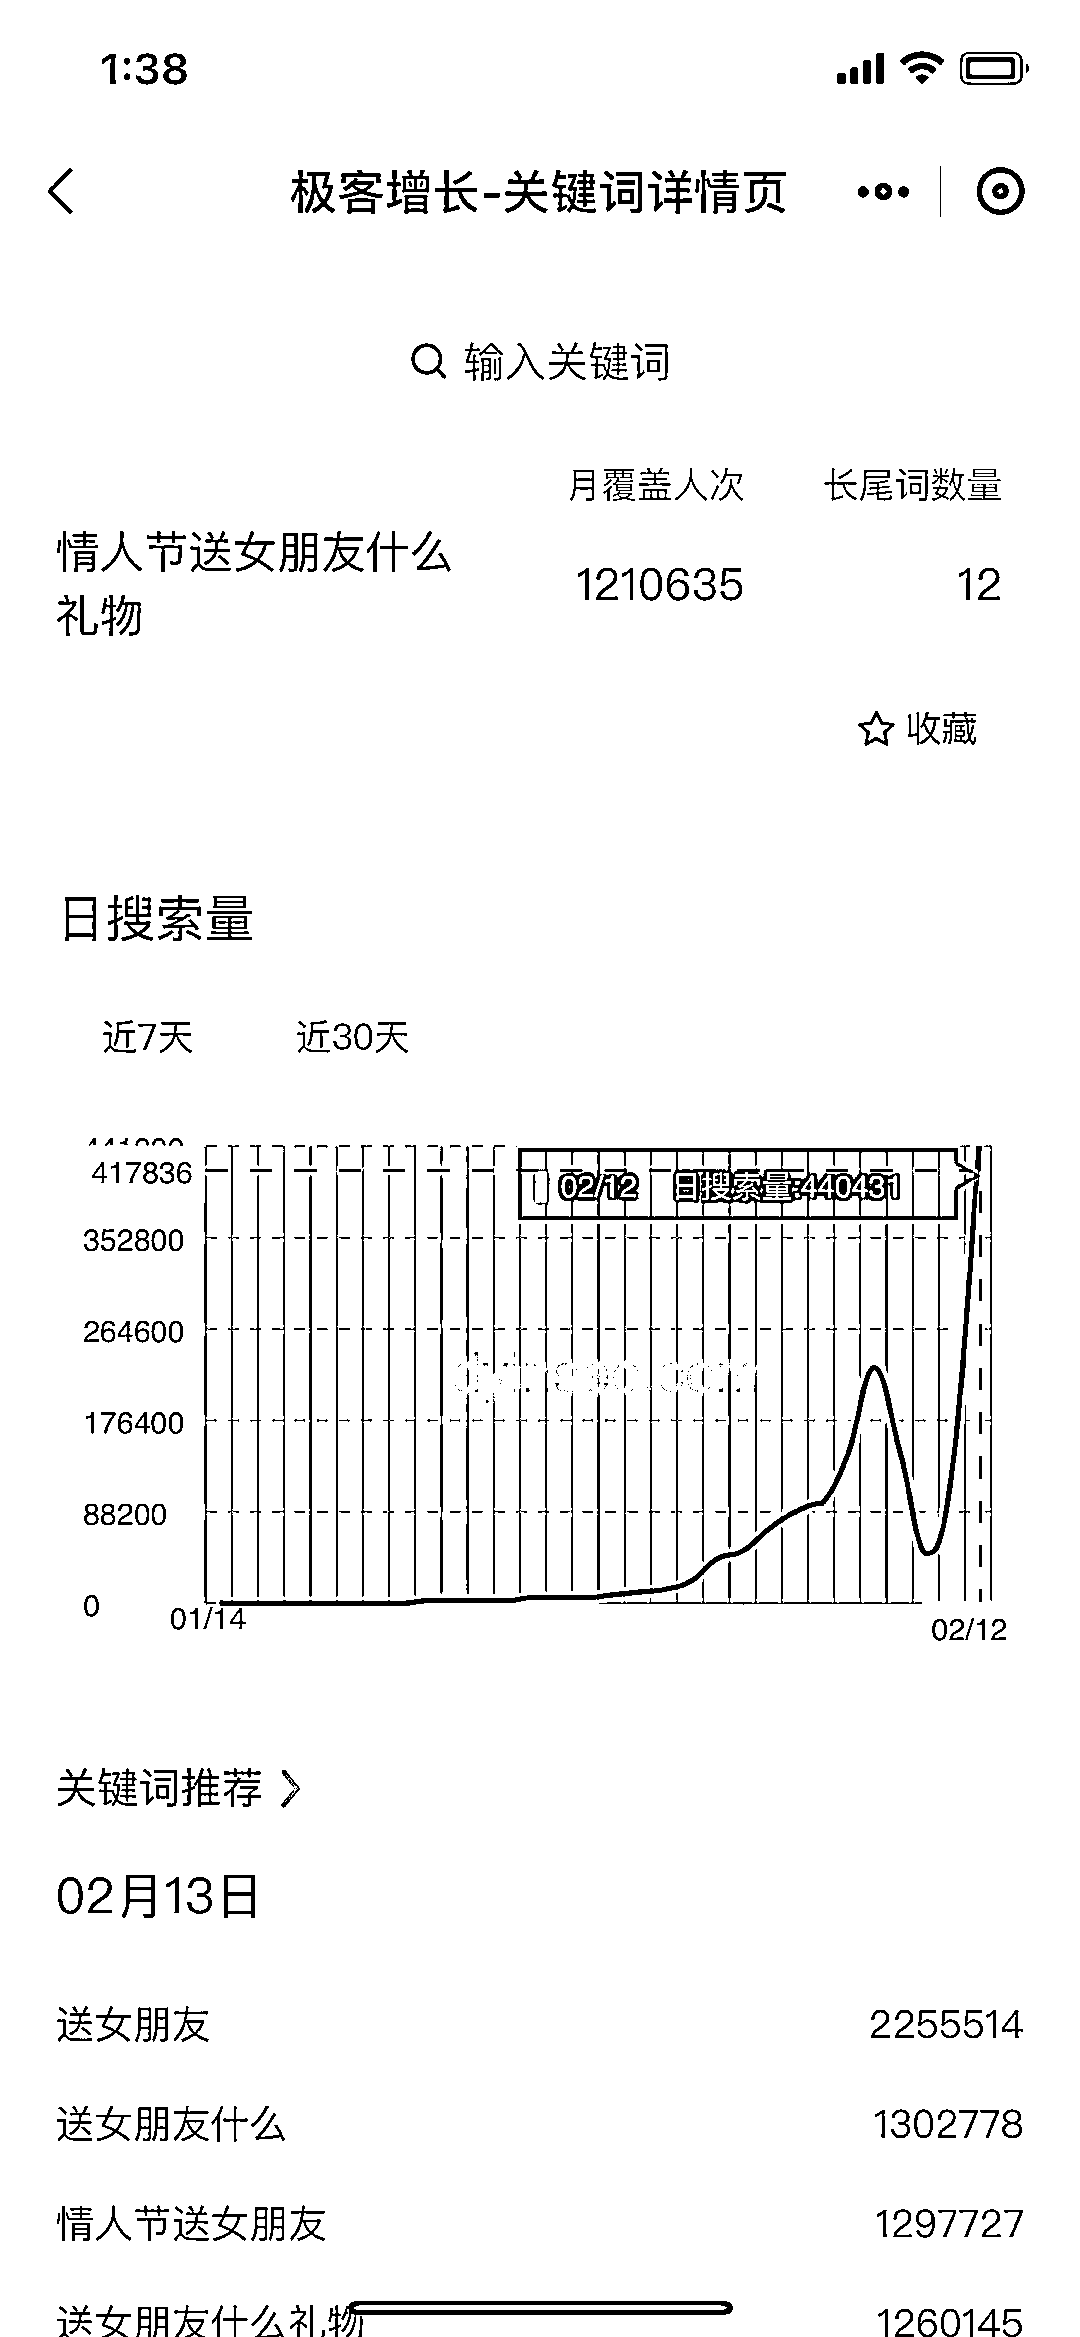 1:38
极客增长-关键词详情页
输入关键词
月覆盖人次 长尾词数量
情人节送女朋友什么
礼物
1210635 12
收藏
日搜索量
近7天 近30天
417836
02/12 日搜索量:440431
352800
264600
176400
88200
0
01/14
02/12
关键词推荐
02月13日
送女朋友 2255514
送女朋友什么 1302778
情人节送女朋友 1297727
送女朋友什么礼物 1260145